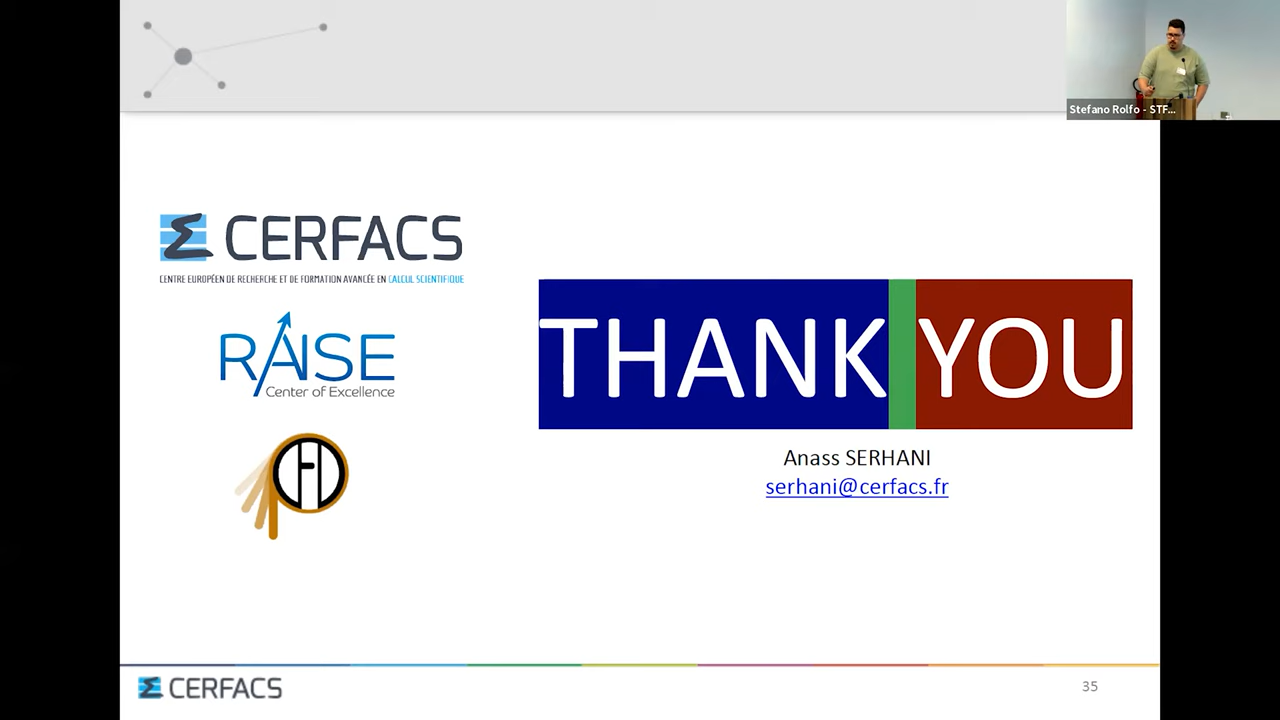 Stefano Rolfo - STF...
CERFACS
CENTRE EUROPÉEN DE RECHERCHE ET DE FORMATION AVANCÉE EN CALCUL SCIENTIFIQUE
RAISE
Center of Excellence
THANK YOU
Anass SERHANI
serhani@cerfacs.fr
CERFACS
35